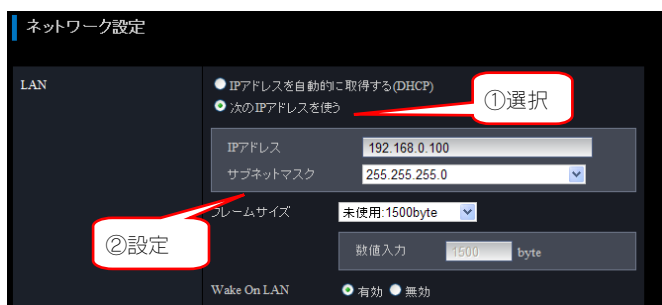 ネットワーク設定
LAN
IPアドレスを自動的に取得する(DHCP)
次のIPアドレスを使う
①選択
IPアドレス 192.168.0.100
サブネットマスク 255.255.255.0
フレームサイズ 未使用:1500byte
②設定
数値入力 1500 byte
Wake On LAN 有効 無効